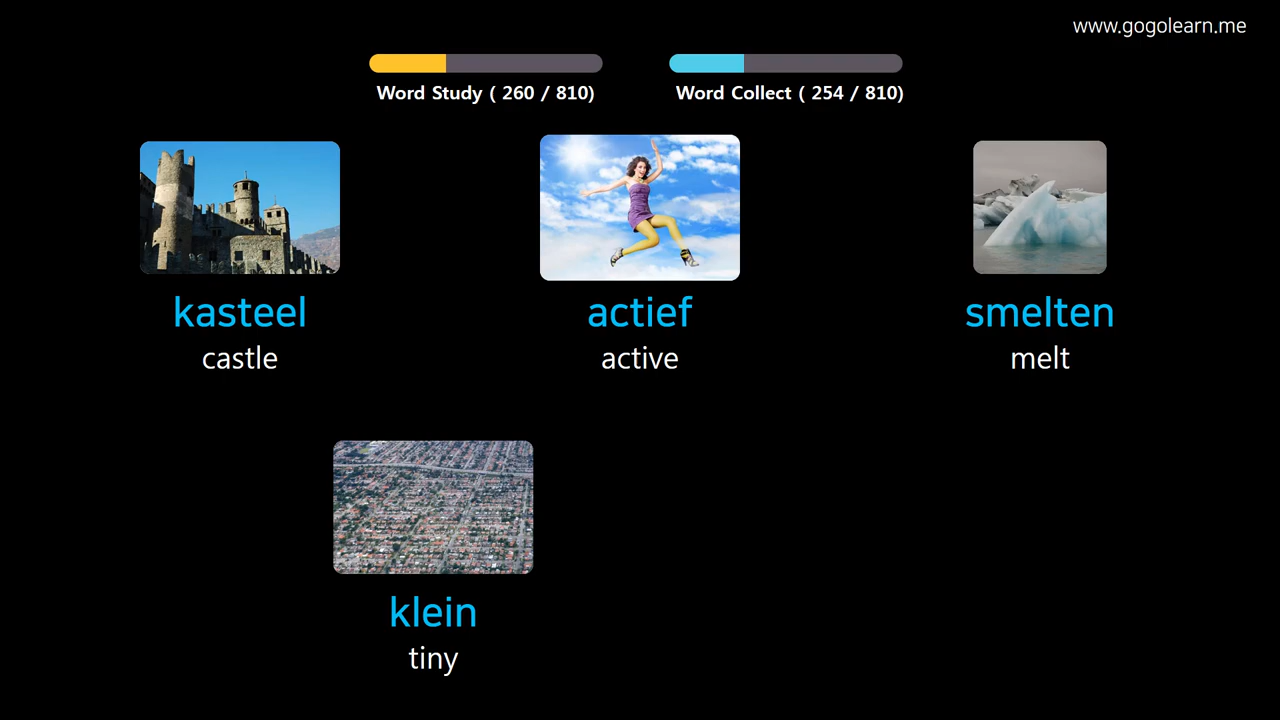 www.gogolearn.me
Word Study ( 260 / 810)
Word Collect ( 254 / 810)
kasteel
castle
actief
active
smelten
melt
klein
tiny